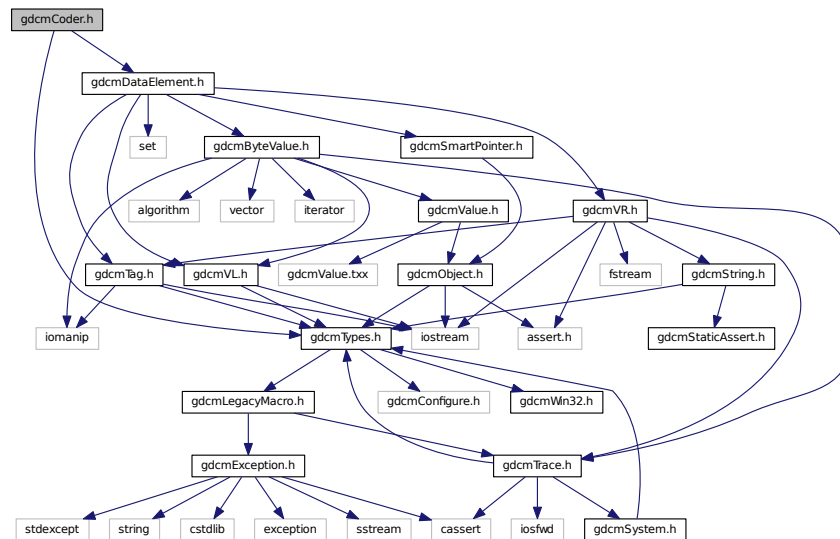 gdcmCoder.h
gdcmDataElement.h
set
gdcmByteValue.h
gdcmSmartPointer.h
algorithm
vector
iterator
gdcmValue.h
gdcmVR.h
gdcmTag.h
gdcmVL.h
gdcmValue.txx
gdcmObject.h
fstream
gdcmString.h
iomanip
gdcmTypes.h
iostream
assert.h
gdcmStaticAssert.h
gdcmLegacyMacro.h
gdcmConfigure.h
gdcmWin32.h
gdcmException.h
gdcmTrace.h
stdexcept
string
cstdlib
exception
sstream
cassert
iosfwd
gdcmSystem.h